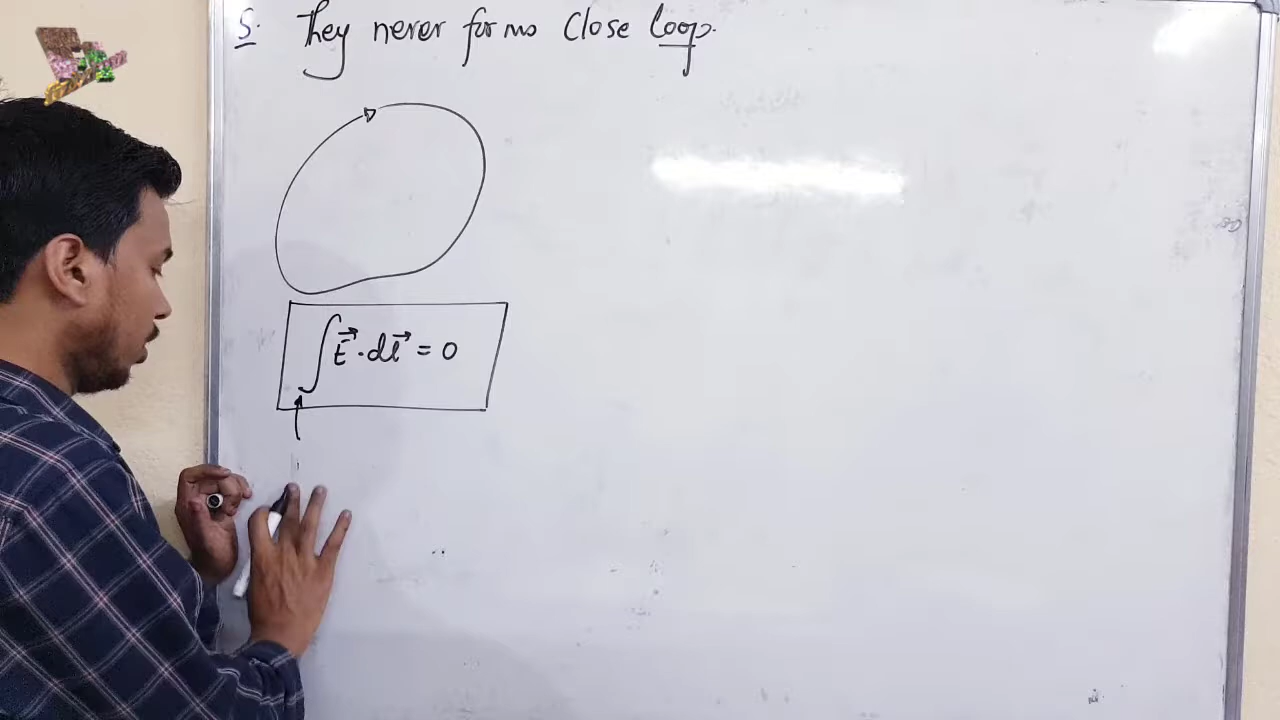 5. They never forms Close loop.
∫E⃗ · dl⃗ = 0